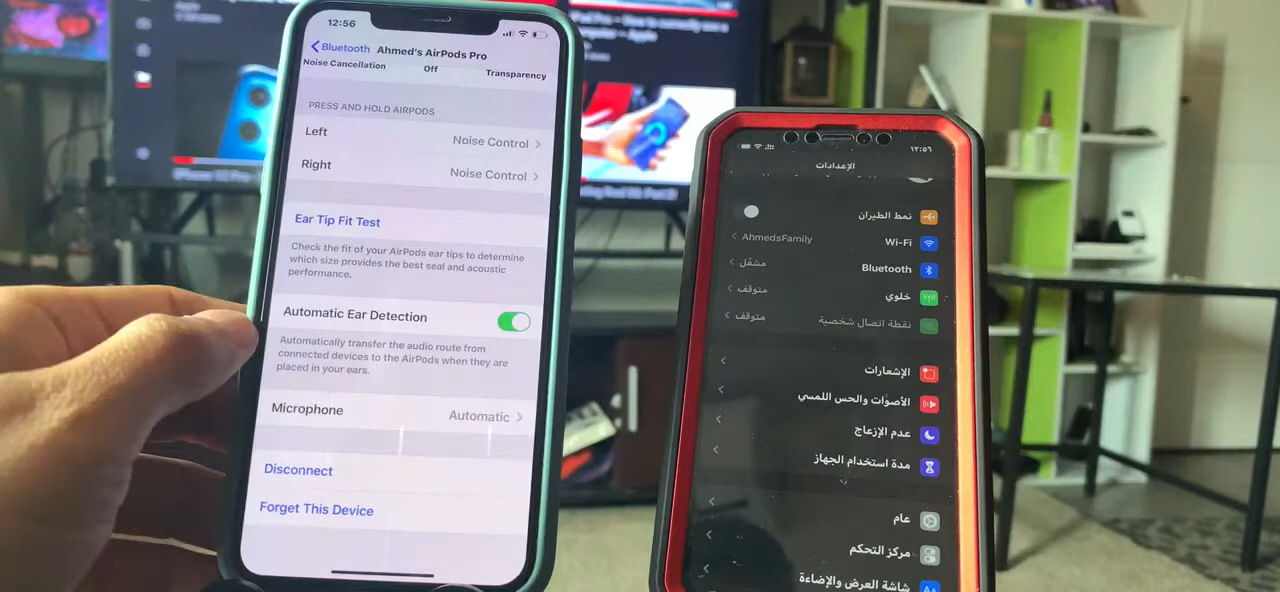 12:56
Bluetooth Ahmed's AirPods Pro
Noise Cancellation Off Transparency
PRESS AND HOLD AIRPODS
Left Noise Control
Right Noise Control
Ear Tip Fit Test
Check the fit of your AirPods ear tips to determine
which size provides the best seal and acoustic
performance.
Automatic Ear Detection
Automatically transfer the audio route from
connected devices to the AirPods when they are
placed in your ears.
Microphone Automatic
Disconnect
Forget This Device
١٢:٥٦
الإعدادات
نمط الطيران
Wi-Fi AhmedsFamily
Bluetooth مشغّل
خلوي متوقف
نقطة اتصال شخصية متوقف
الإشعارات
الأصوات والحس اللمسي
عدم الإزعاج
مدة استخدام الجهاز
عام
مركز التحكم
شاشة العرض والإضاءة